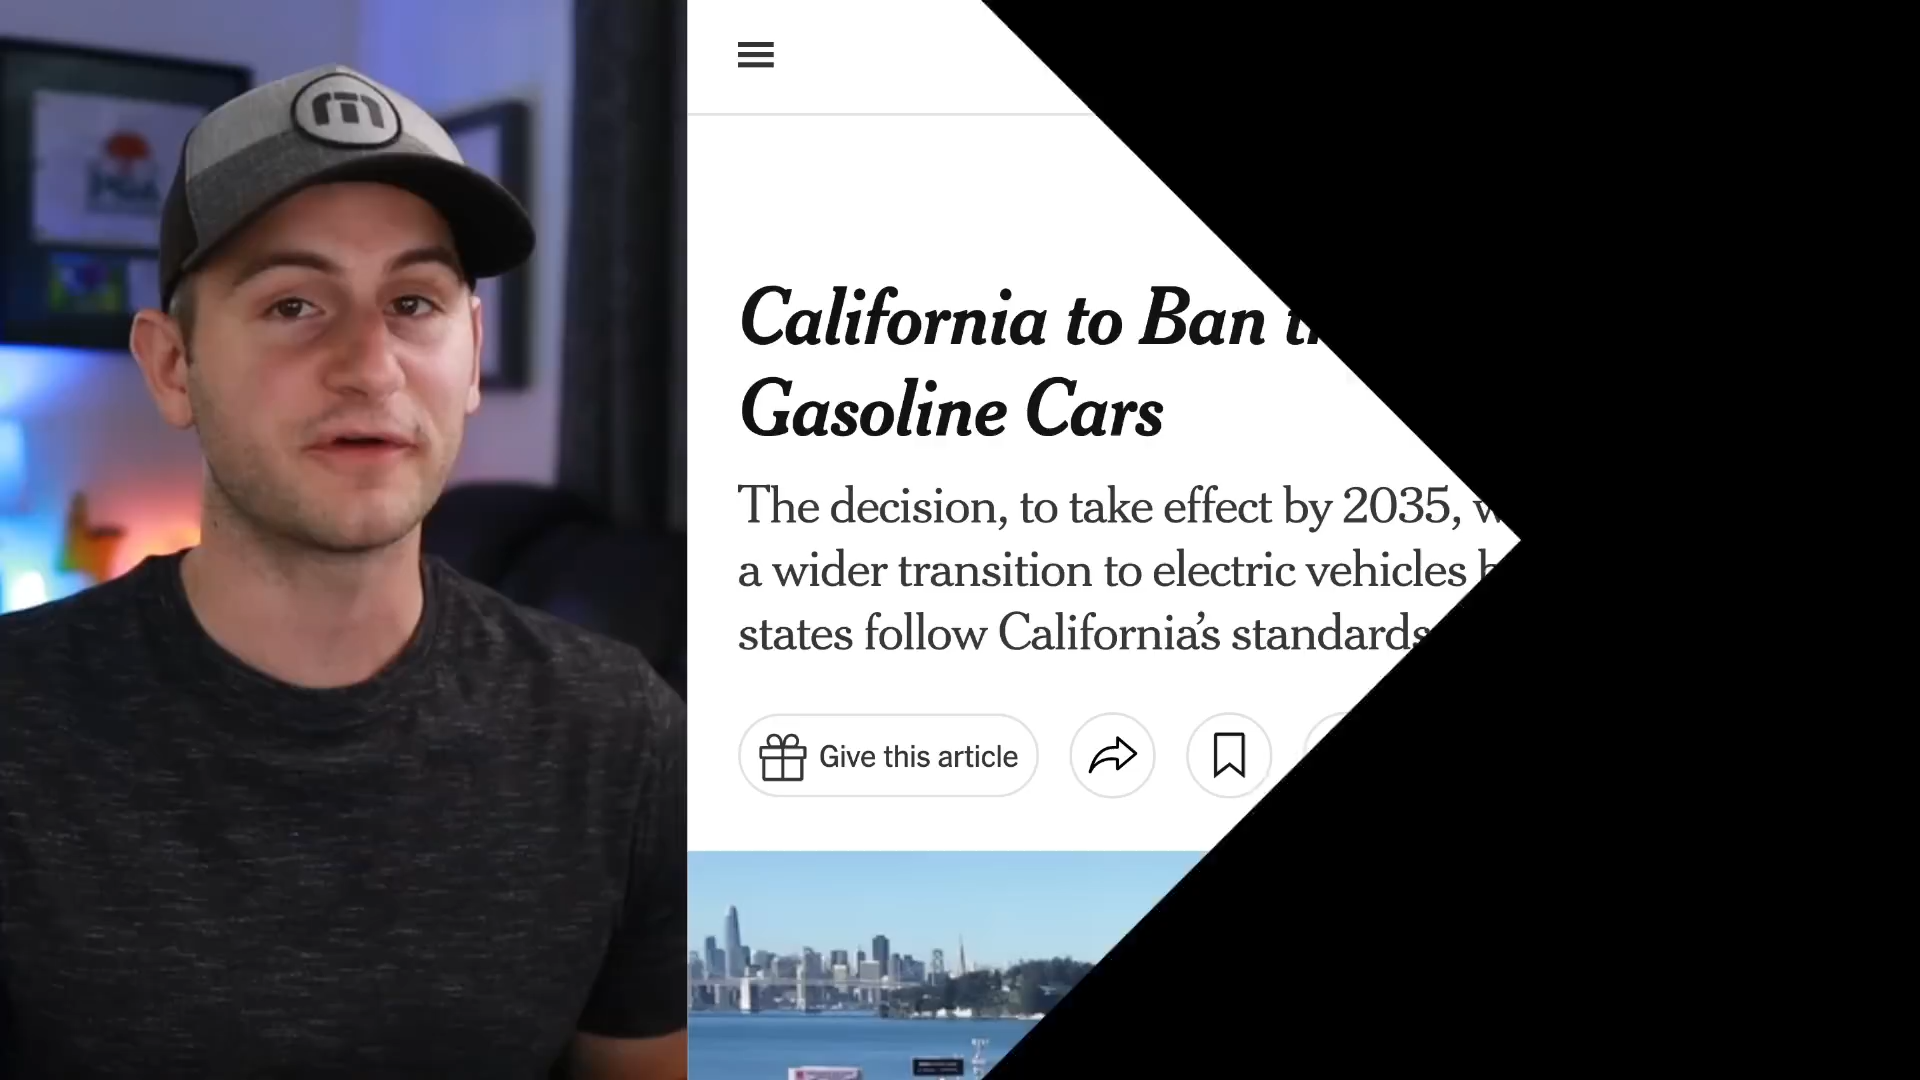 California to Ban
Gasoline Cars
The decision, to take effect by 2035,
a wider transition to electric vehicles
states follow California's standards
Give this article